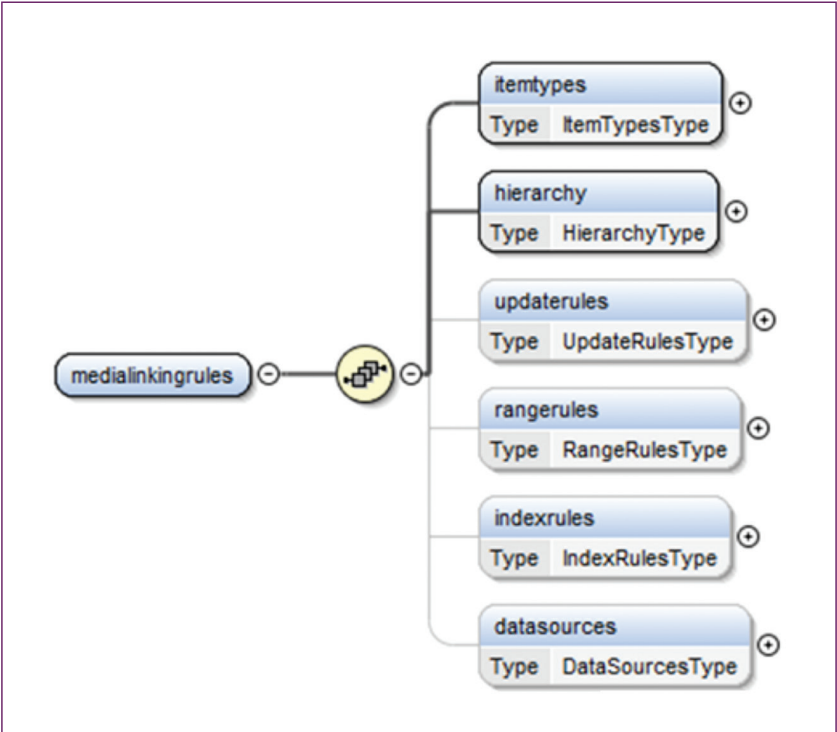 itemtypes
Type ItemTypesType
hierarchy
Type HierarchyType
updaterules
Type UpdateRulesType
medialinkingrules
rangerules
Type RangeRulesType
indexrules
Type IndexRulesType
datasources
Type DataSourcesType